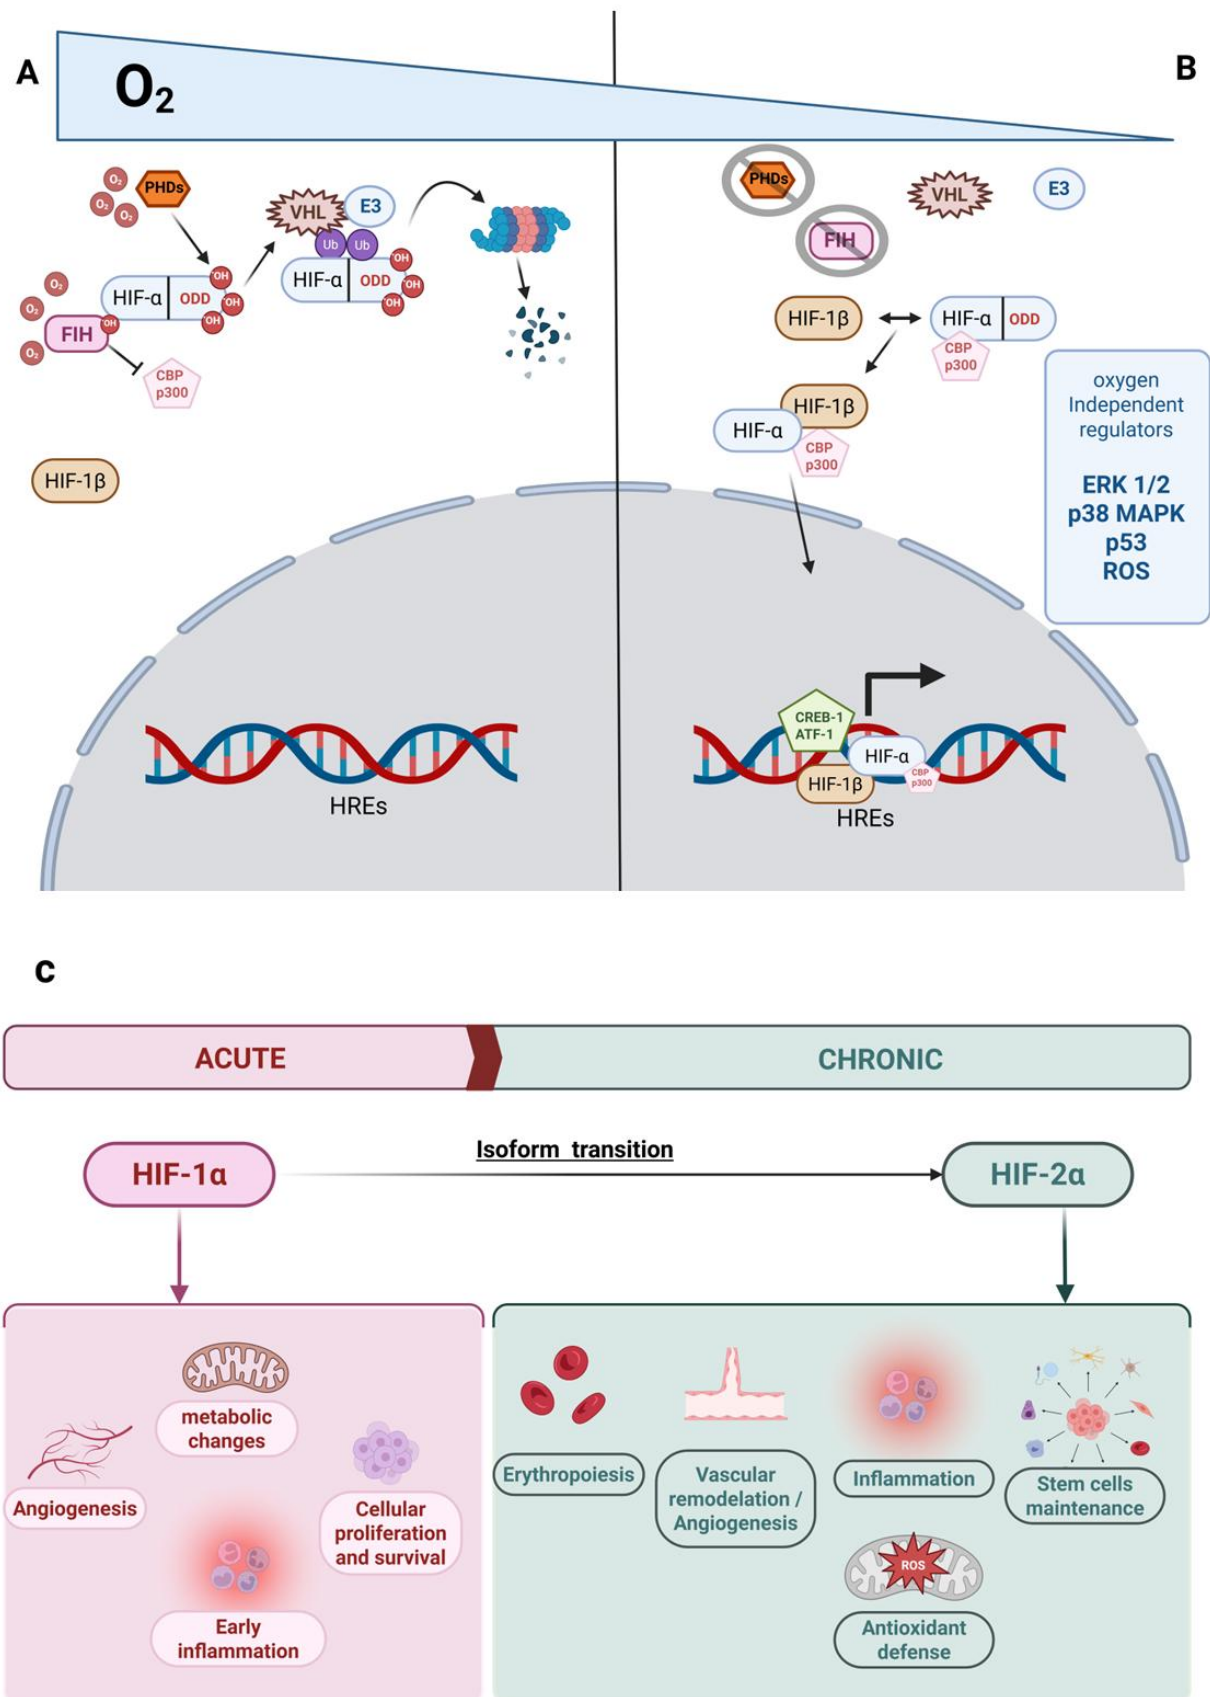 A
O2
B
O2
O2
O2
PHDs
VHL
E3
Ub
Ub
HIF-α
ODD
OH
OH
OH
HIF-α
ODD
OH
OH
OH
OH
O2
O2
O2
FIH
CBP
p300
HIF-1β
HREs
PHDs
FIH
VHL
E3
HIF-1β
HIF-α
ODD
CBP
p300
HIF-1β
HIF-α
CBP
p300
oxygen
Independent
regulators
ERK 1/2
p38 MAPK
p53
ROS
CREB-1
ATF-1
HIF-α
CBP
p300
HIF-1β
HREs
C
ACUTE
CHRONIC
HIF-1α
Isoform transition
HIF-2α
metabolic
changes
Angiogenesis
Cellular
proliferation
and survival
Early
inflammation
Erythropoiesis
Vascular
remodelation /
Angiogenesis
Inflammation
Stem cells
maintenance
ROS
Antioxidant
defense